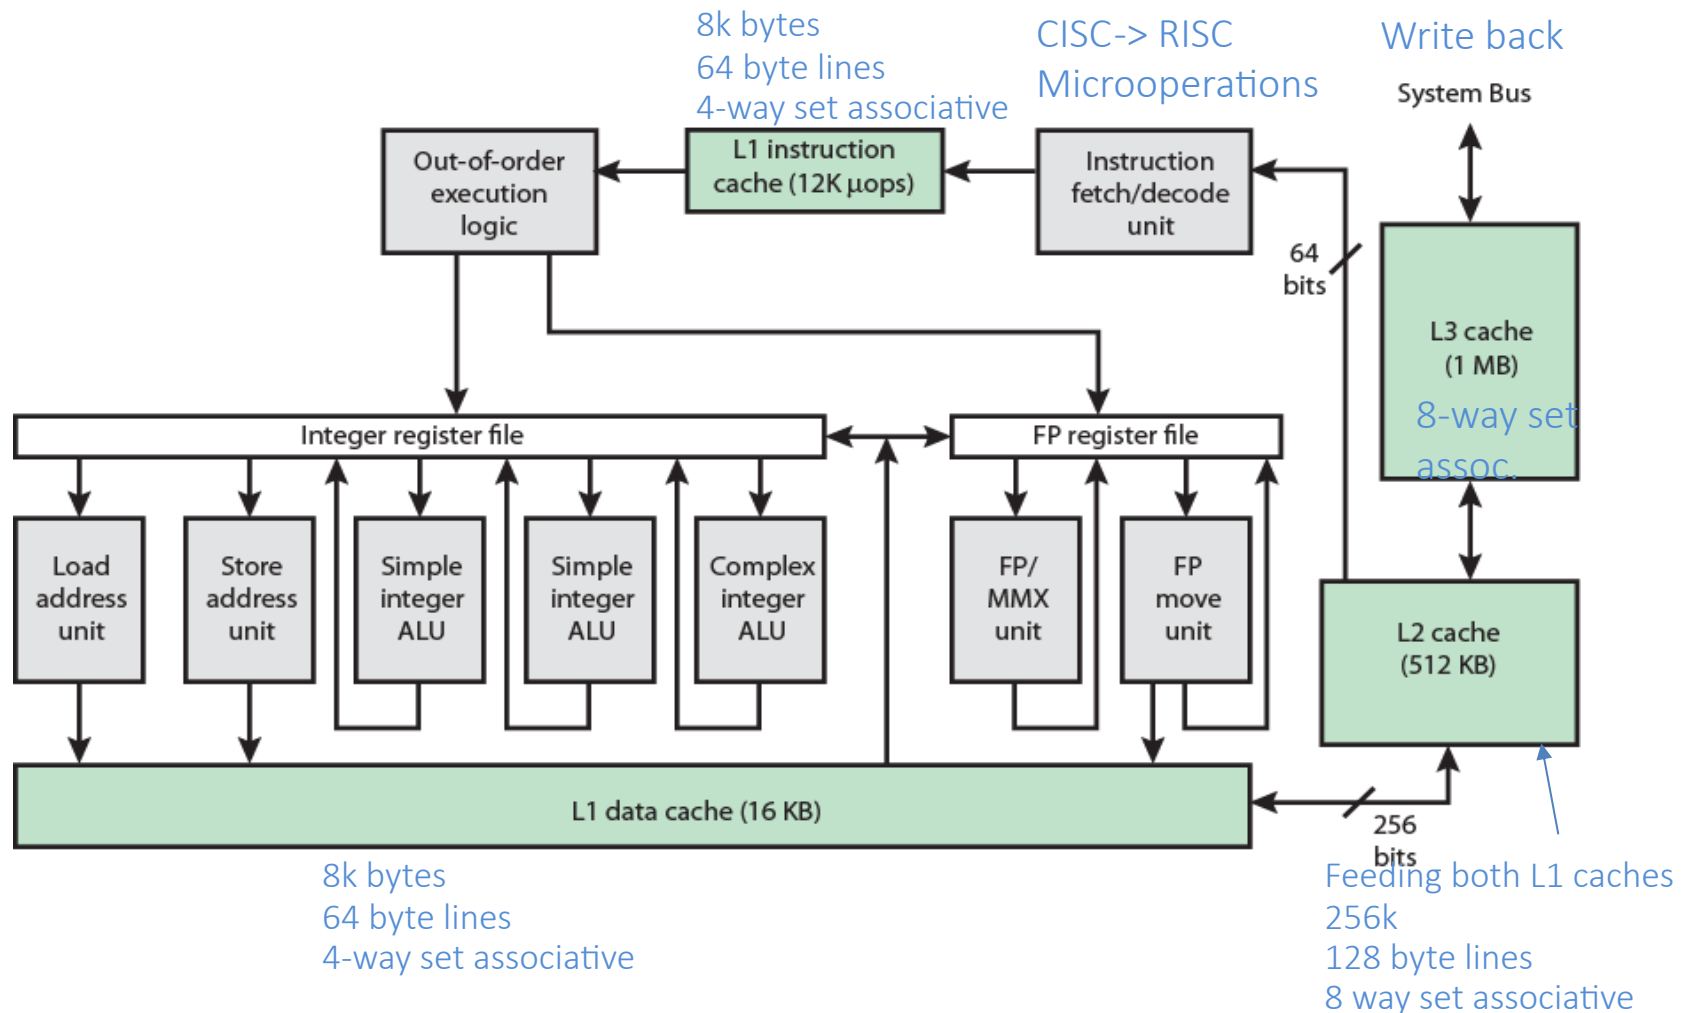 8k bytes
64 byte lines
4-way set associative
CISC-> RISC
Microoperations
Write back
System Bus
Out-of-order
execution
logic
L1 instruction
cache (12K μops)
Instruction
fetch/decode
unit
64
bits
L3 cache
(1 MB)
8-way set
assoc.
Integer register file
FP register file
Load
address
unit
Store
address
unit
Simple
integer
ALU
Simple
integer
ALU
Complex
integer
ALU
FP/
MMX
unit
FP
move
unit
L2 cache
(512 KB)
L1 data cache (16 KB)
256
bits
8k bytes
64 byte lines
4-way set associative
Feeding both L1 caches
256k
128 byte lines
8 way set associative